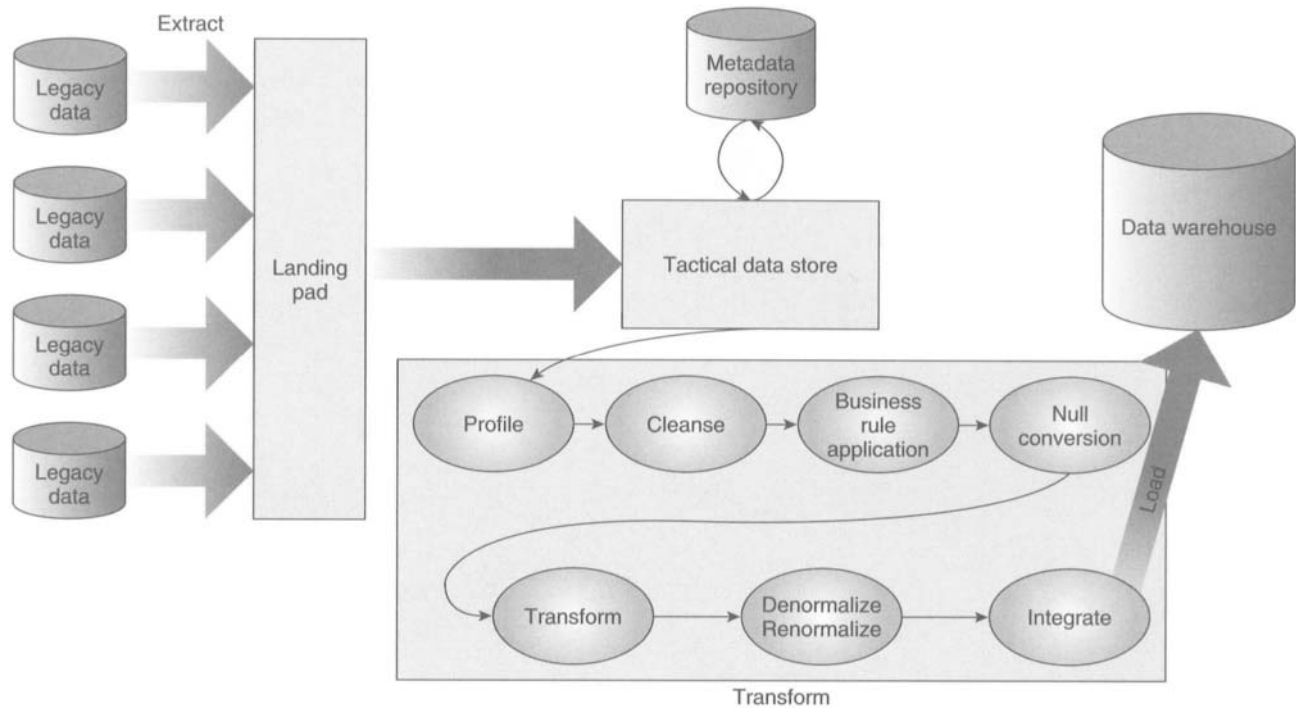 Extract
Legacy
data
Legacy
data
Legacy
data
Legacy
data
Landing
pad
Metadata
repository
Tactical data store
Data warehouse
Profile
Cleanse
Business
rule
application
Null
conversion
Load
Transform
Denormalize
Renormalize
Integrate
Transform